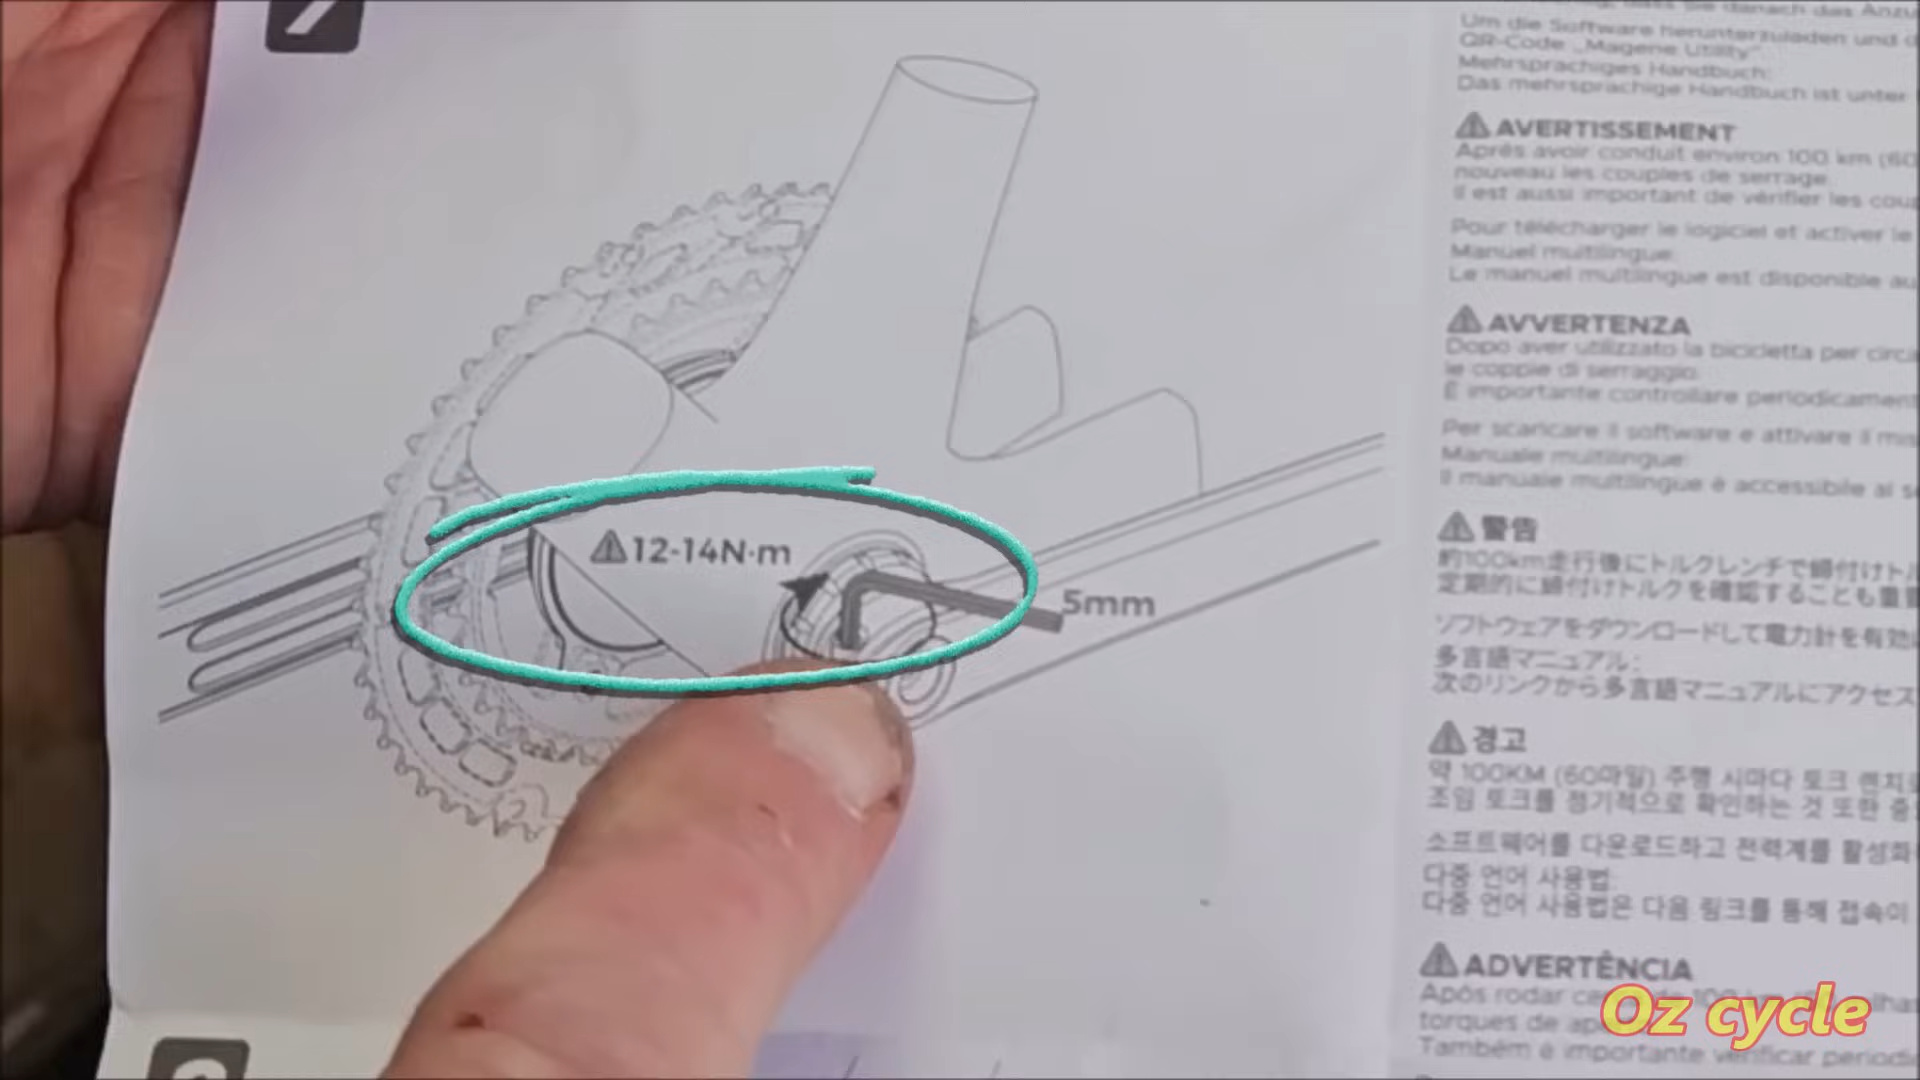 7
12-14N·m
5mm
Um die Software herunterzuladen und
QR-Code „Magene Utility"
Mehrsprachiges Handbuch:
Das mehrsprachige Handbuch ist unter
AVERTISSEMENT
Après avoir conduit environ 100 km (60
nouveau les couples de serrage.
Il est aussi important de vérifier les
Pour télécharger le logiciel et activer le
Manuel multilingue:
Le manuel multilingue est disponible au
AVVERTENZA
Dopo aver utilizzato la bicicletta per circa
le coppie di serraggio.
È importante controllare
Per scaricare il software e attivare il
Manuale multilingue:
Il manuale multilingue è accessibile al
警告
約100km走行後にトルクレンチで締付け
定期的に締付けトルクを確認することも重要
ソフトウェアをダウンロードして電力計を有効に
多言語マニュアル:
次のリンクから多言語マニュアルにアクセス
경고
약 100KM (60마일) 주행 시마다 토크 렌치로
조임 토크를 정기적으로 확인하는 것 또한
소프트웨어를 다운로드하고 전력계를 활성화
다중 언어 사용법:
다중 언어 사용법은 다음 링크를 통해 접속이
ADVERTÊNCIA
Após rodar
torques de
Também é importante verificar
Oz cycle